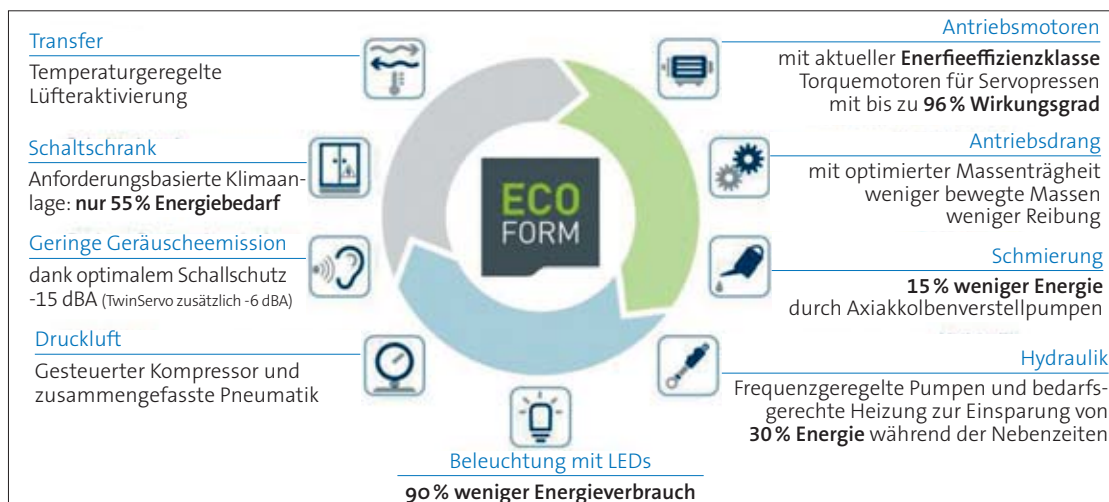 Transfer
Temperaturgeregelte
Lüfteraktivierung
Schaltschrank
Anforderungsbasierte Klimaan-
lage: nur 55 % Energiebedarf
Geringe Geräuscheemission
dank optimalem Schallschutz
-15 dBA (TwinServo zusätzlich -6 dBA)
Druckluft
Gesteuerter Kompressor und
zusammengefasste Pneumatik
ECO
FORM
Beleuchtung mit LEDs
90 % weniger Energieverbrauch
Antriebsmotoren
mit aktueller Enerfieeffizienzklasse
Torquemotoren für Servopressen
mit bis zu 96 % Wirkungsgrad
Antriebsdrang
mit optimierter Massenträgheit
weniger bewegte Massen
weniger Reibung
Schmierung
15 % weniger Energie
durch Axiakkolbenverstellpumpen
Hydraulik
Frequenzgeregelte Pumpen und bedarfs-
gerechte Heizung zur Einsparung von
30 % Energie während der Nebenzeiten